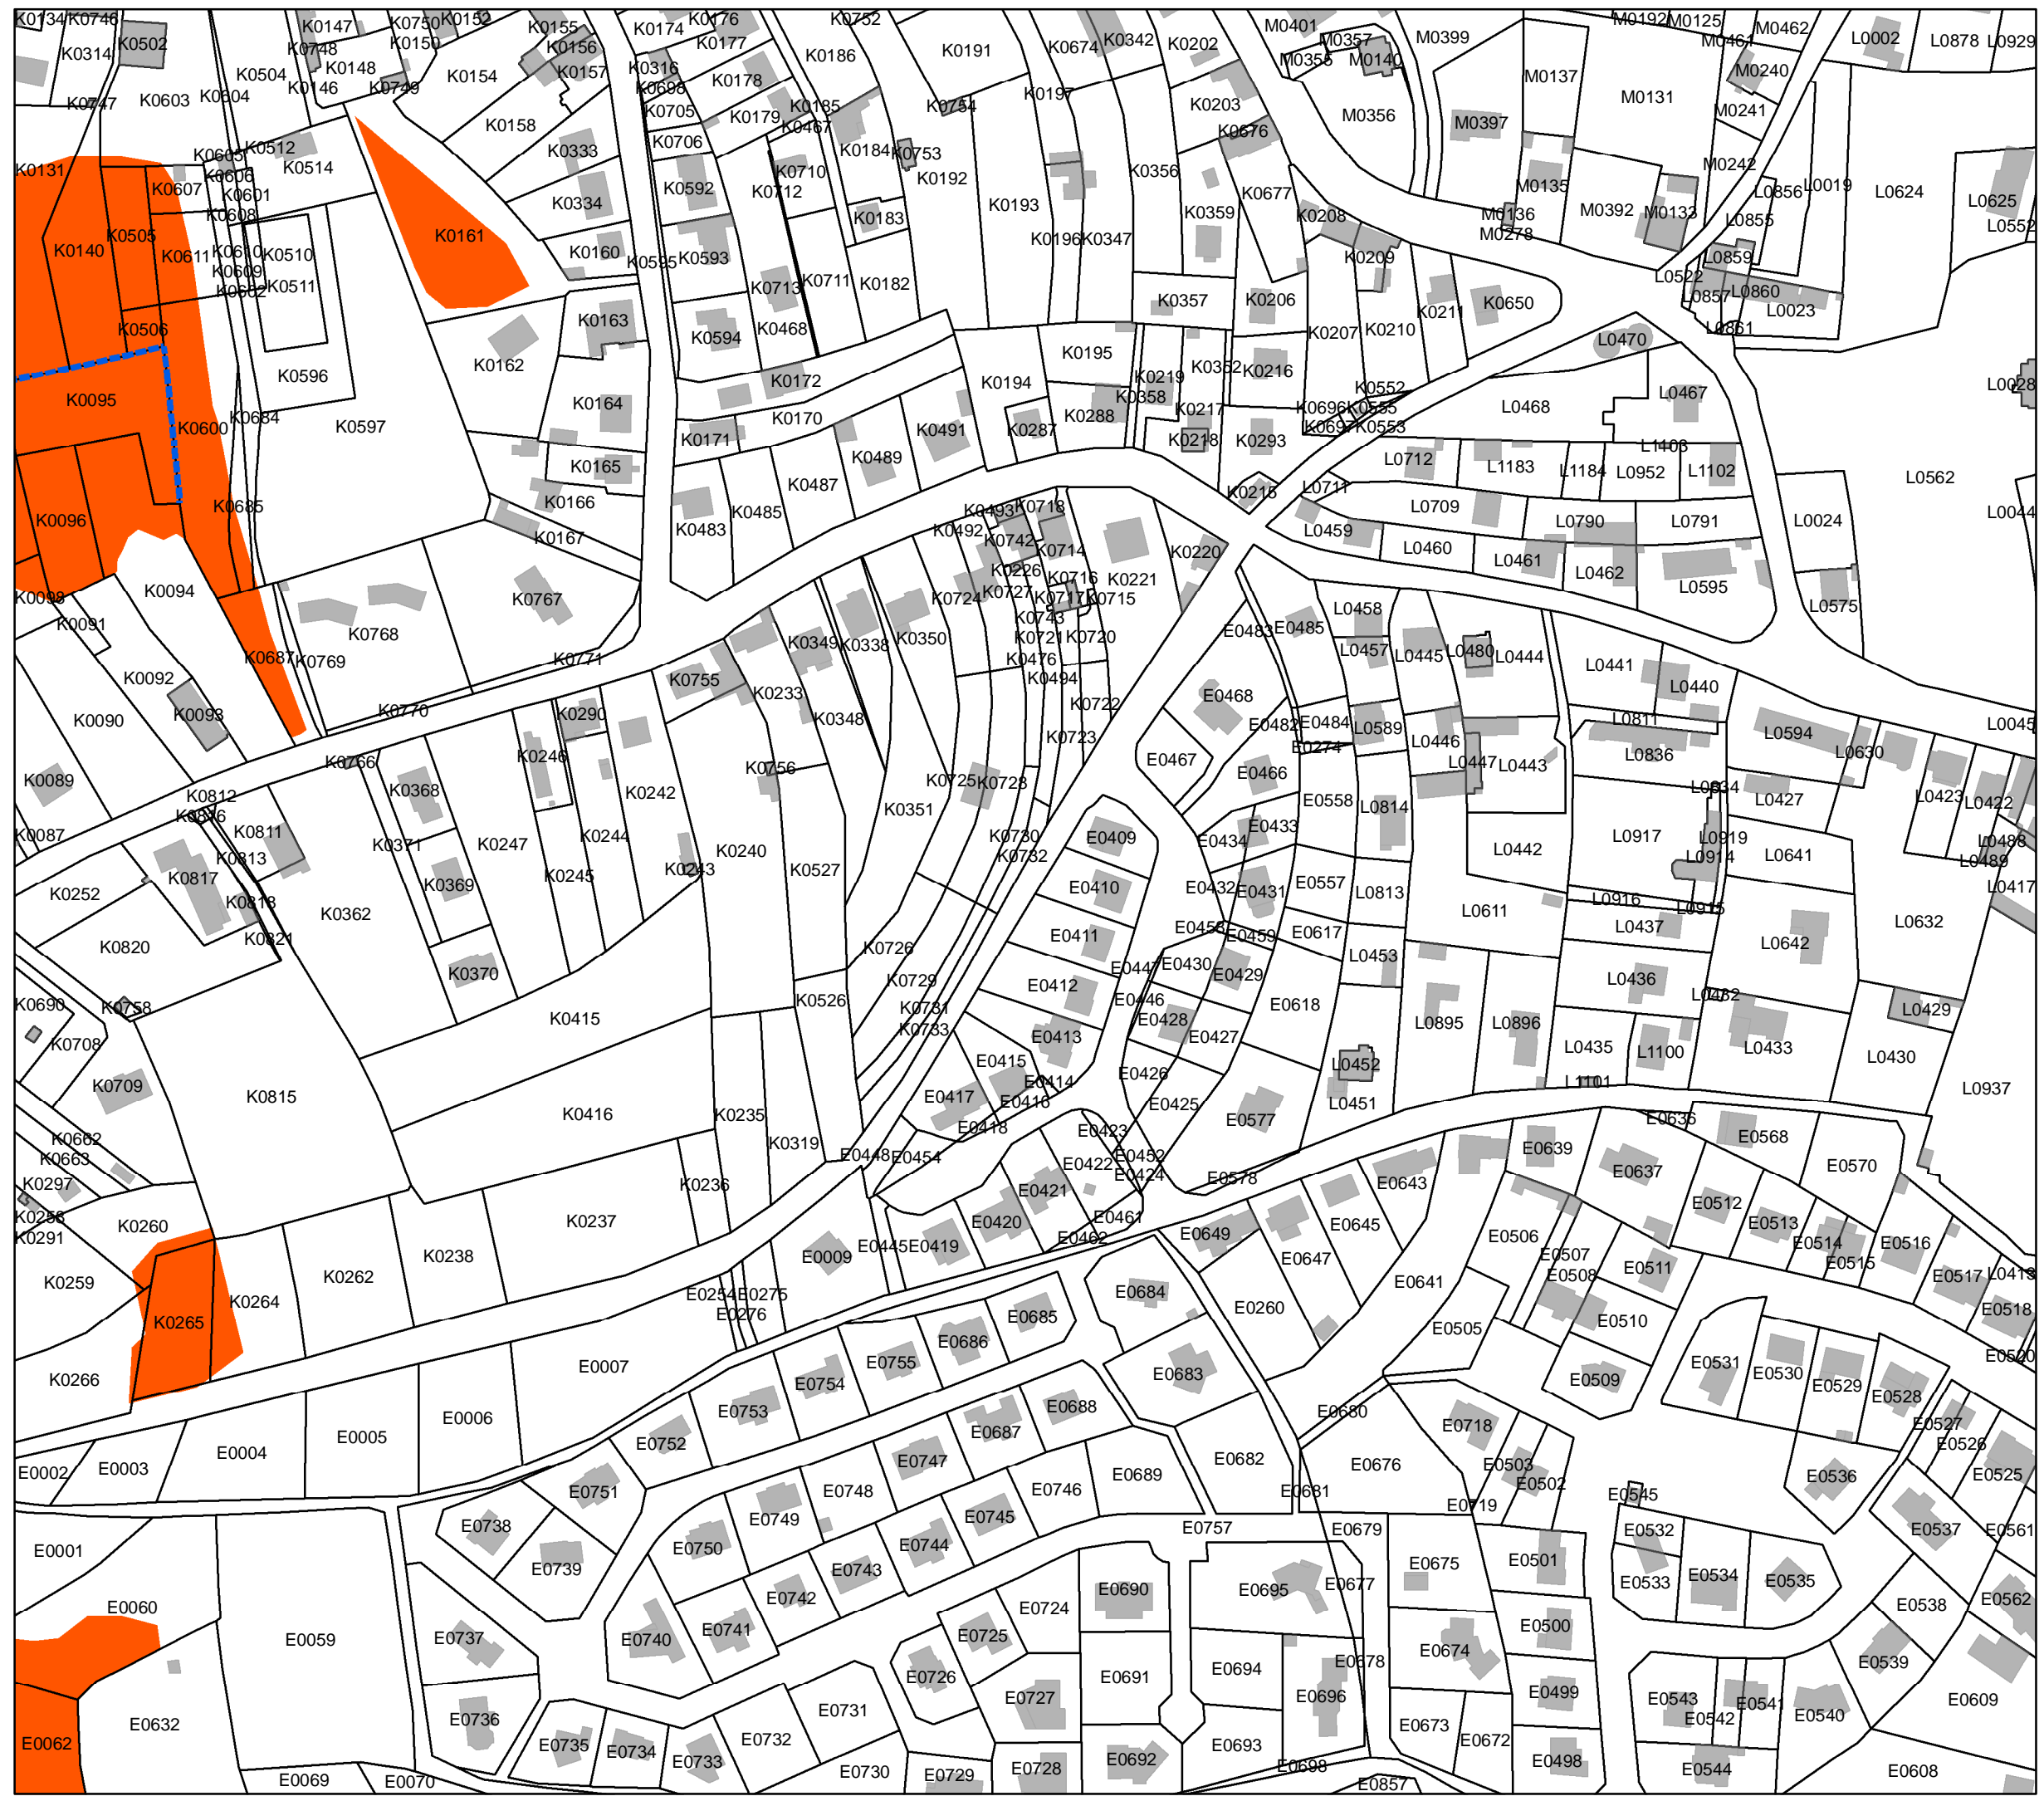 K0134 K0746 K0147 K0750 K0152 K0155 K0174 K0176 K0752 M0401 M0192 M0125 M0462
K0314 K0502 K0748 K0150 K0156 K0177 K0186 K0191 K0674 K0342 K0202 M0357 M0399 M0461 L0002 L0878 L0929
K0504 K0148 K0154 K0157 K0316 K0178 M0355 M0140 M0137 M0240
K0747 K0603 K0604 K0146 K0749 K0698 K0705 K0185 K0754 K0197 K0203 M0356 M0131 M0241
K0158 K0179 K0467 K0676 M0397
K0605 K0512 K0333 K0706 K0184 K0753 M0242
K0131 K0607 K0606 K0514 K0592 K0710 K0712 K0192 K0356 K0677 M0135 L0856 L0019 L0624 L0625
K0601 K0334 K0193 K0359 K0208 M0136 M0392 M0133 L0855 L0552
K0505 K0608 K0161 K0183 M0278
K0140 K0611 K0610 K0510 K0160 K0595 K0593 K0196 K0347 K0209 L0859
K0609 K0602 K0511 K0713 K0711 K0182 L0522 L0857 L0860
K0506 K0163 K0594 K0468 K0357 K0206 K0207 K0210 K0211 K0650 L0023 L0861
K0162 K0195 K0352 K0216 L0470
K0095 K0596 K0164 K0172 K0194 K0219 K0358 K0552 L0467 L0028
K0600 K0684 K0597 K0171 K0170 K0491 K0287 K0288 K0217 K0218 K0293 K0696 K0555 K0697 K0553 L0468
K0165 K0489 L0712 L1183 L1184 L0952 L1403 L1102 L0562
K0096 K0685 K0166 K0167 K0483 K0485 K0487 K0493 K0718 K0215 L0711 L0709 L0790 L0791 L0024 L0044
K0492 K0742 K0714 K0220 L0459 L0460 L0461 L0462 L0595
K0098 K0094 K0767 K0226 K0716 K0221 L0575
K0091 K0768 K0724 K0727 K0717 K0715 L0458
K0687 K0769 K0771 K0349 K0338 K0350 K0743 K0721 K0720 E0483 E0485 L0457 L0445 L0480 L0444 L0441
K0092 K0755 K0476 K0494 L0440
K0090 K0093 K0770 K0290 K0233 K0348 K0722 E0468 E0482 E0484 L0589 L0446 L0811 L0594 L0045
K0089 K0766 K0246 K0756 K0723 E0467 E0274 E0466 L0447 L0443 L0836 L0630
K0812 K0368 K0242 K0725 K0728 E0558 L0814 L0427 L0423 L0422
K0087 K0811 K0371 K0247 K0244 K0240 K0351 K0730 E0409 E0434 E0433 L0442 L0917 L0919 L0488
K0813 K0732 L0914 L0641 L0489
K0252 K0817 K0818 K0362 K0369 K0245 K0243 K0527 E0410 E0432 E0431 E0557 L0813 L0611 L0916 L0915 L0417
K0820 K0821 K0370 K0726 E0411 E0459 E0617 L0453 L0437 L0642 L0632
K0690 K0758 K0415 K0526 K0729 E0412 E0447 E0430 E0429 E0618 L0436
K0708 K0731 K0733 E0413 E0446 E0428 E0427 L0895 L0896 L0429
K0709 K0815 E0415 E0414 E0426 L0452 L0435 L1100 L0433 L0430
K0416 K0235 E0417 E0416 E0425 E0577 L0451 L1101 L0937
K0662 K0319 E0418 E0423 E0636
K0663 E0448 E0454 E0422 E0452 E0639 E0568
K0297 K0236 E0421 E0424 E0578 E0643 E0637 E0570
K0258 K0260 K0237 E0420 E0461 E0645 E0512 E0513
K0291 K0238 E0009 E0445 E0419 E0462 E0649 E0647 E0506 E0507 E0514 E0516
K0259 K0262 K0264 E0641 E0508 E0511 E0515 E0517 L0413
K0265 E0254 E0275 E0276 E0685 E0684 E0260 E0505 E0510 E0518
K0266 E0007 E0754 E0755 E0686 E0683 E0509 E0531 E0530 E0529 E0528 E0520
E0006 E0753 E0687 E0688 E0680 E0718 E0527
E0002 E0003 E0004 E0005 E0752 E0747 E0689 E0682 E0676 E0503 E0502 E0526 E0525 E0536
E0751 E0748 E0746 E0681 E0719 E0545
E0001 E0738 E0750 E0749 E0745 E0757 E0679 E0532 E0537 E0561
E0739 E0743 E0744 E0675 E0501
E0060 E0742 E0690 E0695 E0677 E0533 E0534 E0535 E0562
E0059 E0737 E0740 E0741 E0725 E0724 E0674 E0500 E0538
E0726 E0691 E0694 E0678 E0539
E0632 E0736 E0731 E0727 E0696 E0499 E0543 E0541 E0609
E0062 E0735 E0734 E0733 E0732 E0692 E0693 E0673 E0672 E0542 E0540
E0069 E0070 E0730 E0729 E0728 E0698 E0857 E0498 E0544 E0608